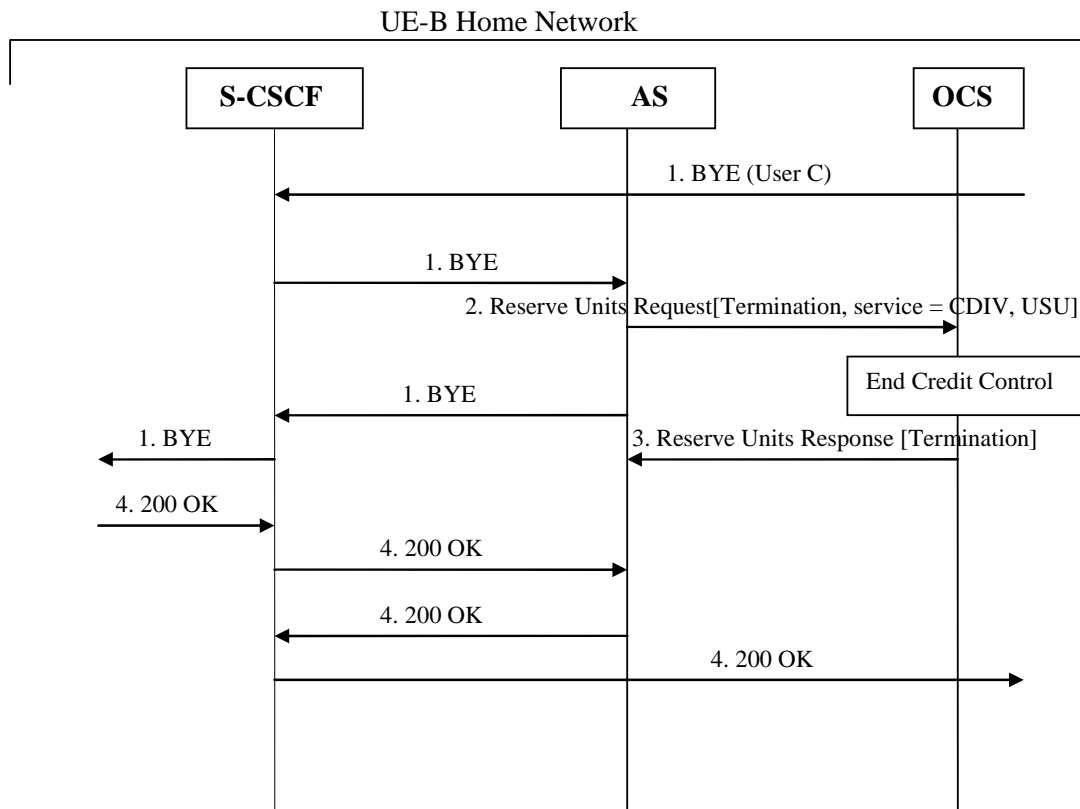 UE-B Home Network
S-CSCF
AS
OCS
1. BYE (User C)
1. BYE
2. Reserve Units Request[Termination, service = CDIV, USU]
End Credit Control
1. BYE
1. BYE
3. Reserve Units Response [Termination]
4. 200 OK
4. 200 OK
4. 200 OK
4. 200 OK